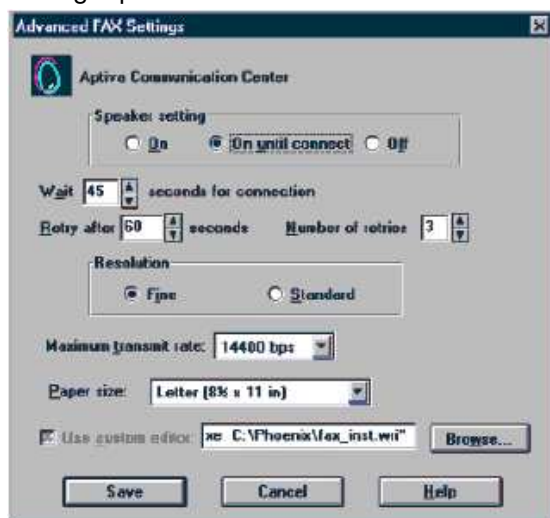 Advanced FAX Settings
Aptiva Communication Center
Speaker setting
On On until connect Off
Wait 45 seconds for connection
Retry after 60 seconds Number of retries 3
Resolution
Fine Standard
Maximum transmit rate: 14400 bps
Paper size: Letter (8½ x 11 in)
Use custom editor: xe C:\Phoenix\fax_inst.wri" Browse...
Save Cancel Help